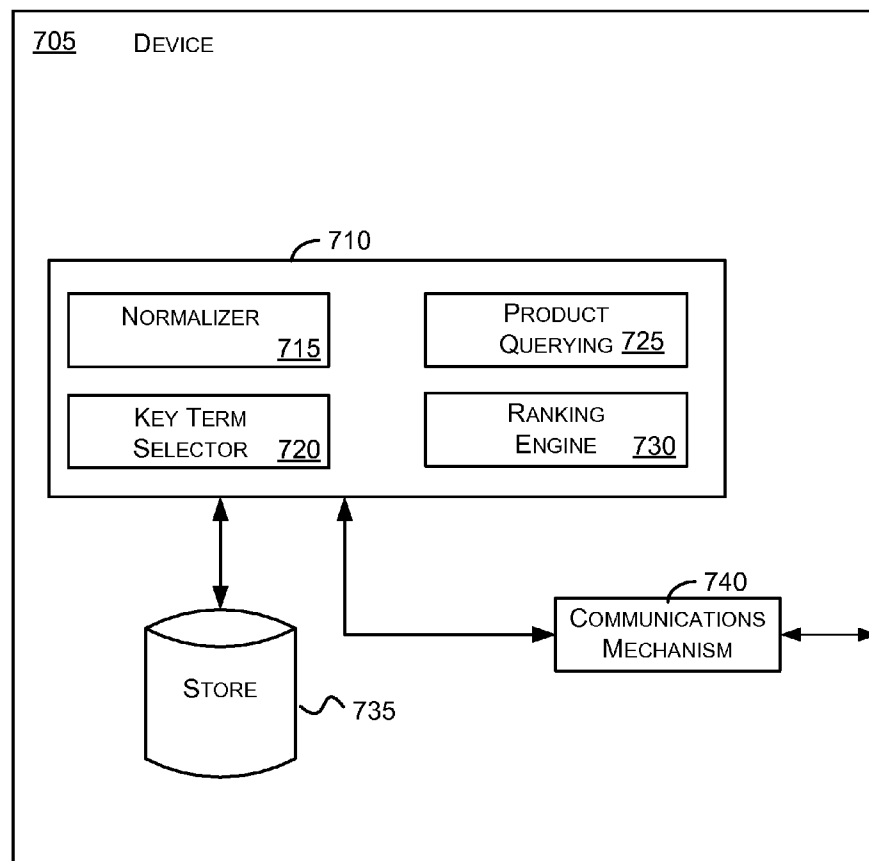 705 DEVICE
710
NORMALIZER
715
PRODUCT
QUERYING 725
KEY TERM
SELECTOR 720
RANKING
ENGINE 730
740
COMMUNICATIONS
MECHANISM
STORE
735